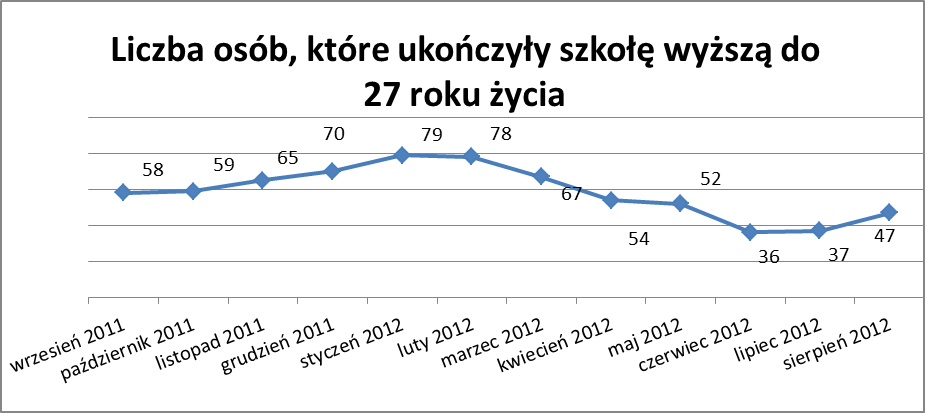 Liczba osób, które ukończyły szkołę wyższą do
27 roku życia
58
59
65
70
79
78
67
54
52
36
37
47
wrzesień 2011
październik 2011
listopad 2011
grudzień 2011
styczeń 2012
luty 2012
marzec 2012
kwiecień 2012
maj 2012
czerwiec 2012
lipiec 2012
sierpień 2012